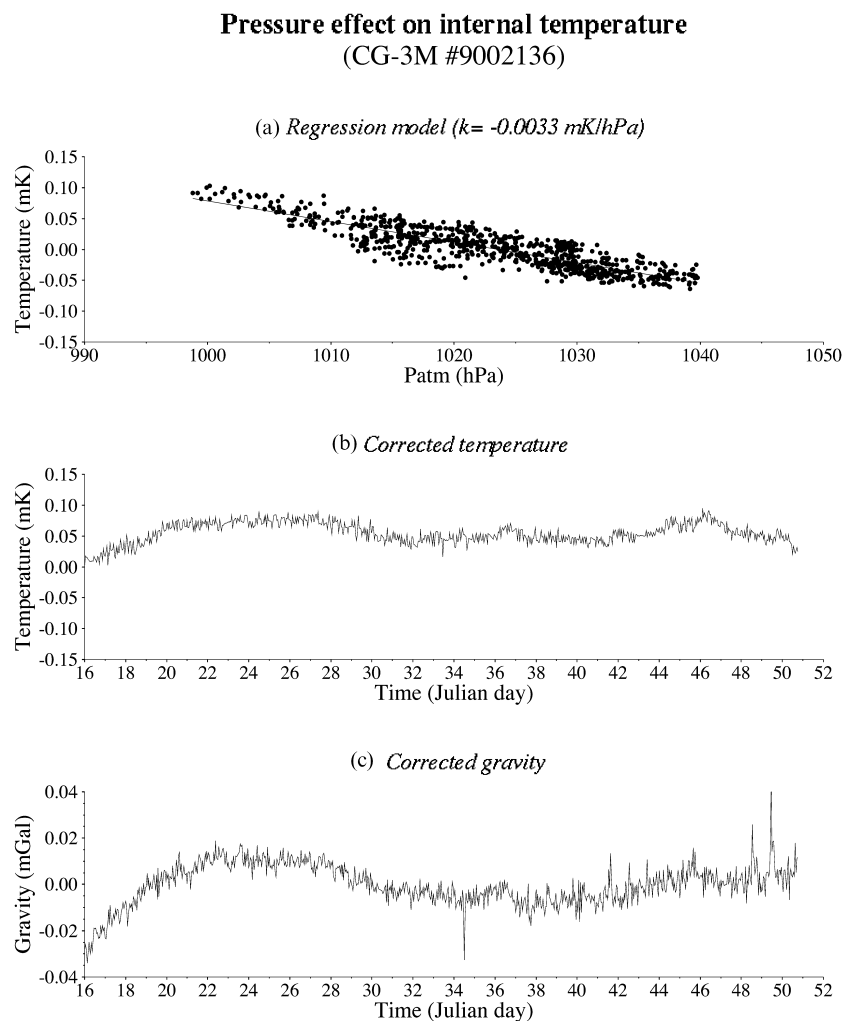 Pressure effect on internal temperature
(CG-3M #9002136)
(a) Regression model (k= -0.0033 mK/hPa)
Temperature (mK)
0.15
0.10
0.05
0.00
-0.05
-0.10
-0.15
990 1000 1010 1020 1030 1040 1050
Patm (hPa)
(b) Corrected temperature
Temperature (mK)
0.15
0.10
0.05
0.00
-0.05
-0.10
-0.15
16 18 20 22 24 26 28 30 32 34 36 38 40 42 44 46 48 50 52
Time (Julian day)
(c) Corrected gravity
Gravity (mGal)
0.04
0.02
0.00
-0.02
-0.04
16 18 20 22 24 26 28 30 32 34 36 38 40 42 44 46 48 50 52
Time (Julian day)